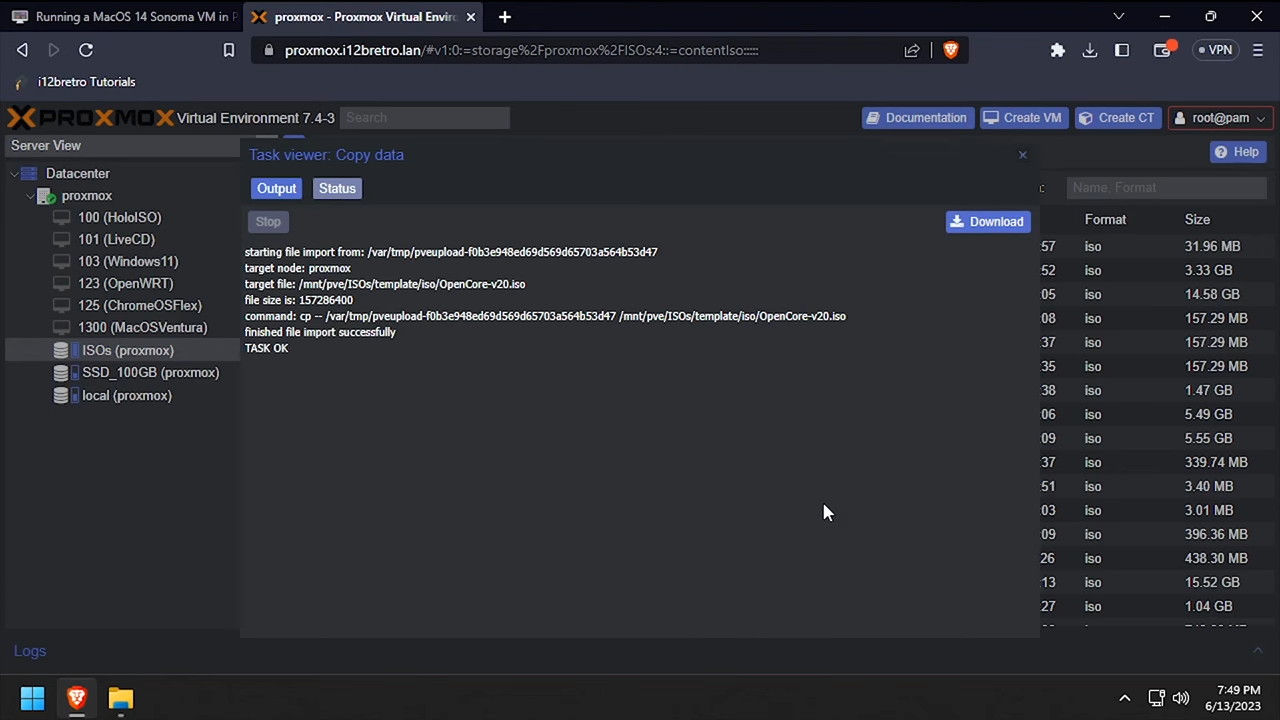 Running a MacOS 14 Sonoma VM in P
proxmox - Proxmox Virtual Enviro
proxmox.i12bretro.lan/#v1:0:=storage%2Fproxmox%2FISOs:4::=contentIso:::::
VPN
i12bretro Tutorials
PROXMOX Virtual Environment 7.4-3
Search
Documentation
Create VM
Create CT
root@pam
Server View
Help
Datacenter
proxmox
100 (HoloISO)
101 (LiveCD)
103 (Windows11)
123 (OpenWRT)
125 (ChromeOSFlex)
1300 (MacOSVentura)
ISOs (proxmox)
SSD_100GB (proxmox)
local (proxmox)
Task viewer: Copy data
Output
Status
Stop
Download
starting file import from: /var/tmp/pveupload-f0b3e948ed69d569d65703a564b53d47
target node: proxmox
target file: /mnt/pve/ISOs/template/iso/OpenCore-v20.iso
file size is: 157286400
command: cp -- /var/tmp/pveupload-f0b3e948ed69d569d65703a564b53d47 /mnt/pve/ISOs/template/iso/OpenCore-v20.iso
finished file import successfully
TASK OK
Name, Format
Format Size
:57 iso 31.96 MB
:52 iso 3.33 GB
:05 iso 14.58 GB
:08 iso 157.29 MB
:37 iso 157.29 MB
:35 iso 157.29 MB
:38 iso 1.47 GB
:06 iso 5.49 GB
:09 iso 5.55 GB
:37 iso 339.74 MB
:51 iso 3.40 MB
:03 iso 3.01 MB
:09 iso 396.36 MB
:26 iso 438.30 MB
:13 iso 15.52 GB
:27 iso 1.04 GB
Logs
7:49 PM
6/13/2023